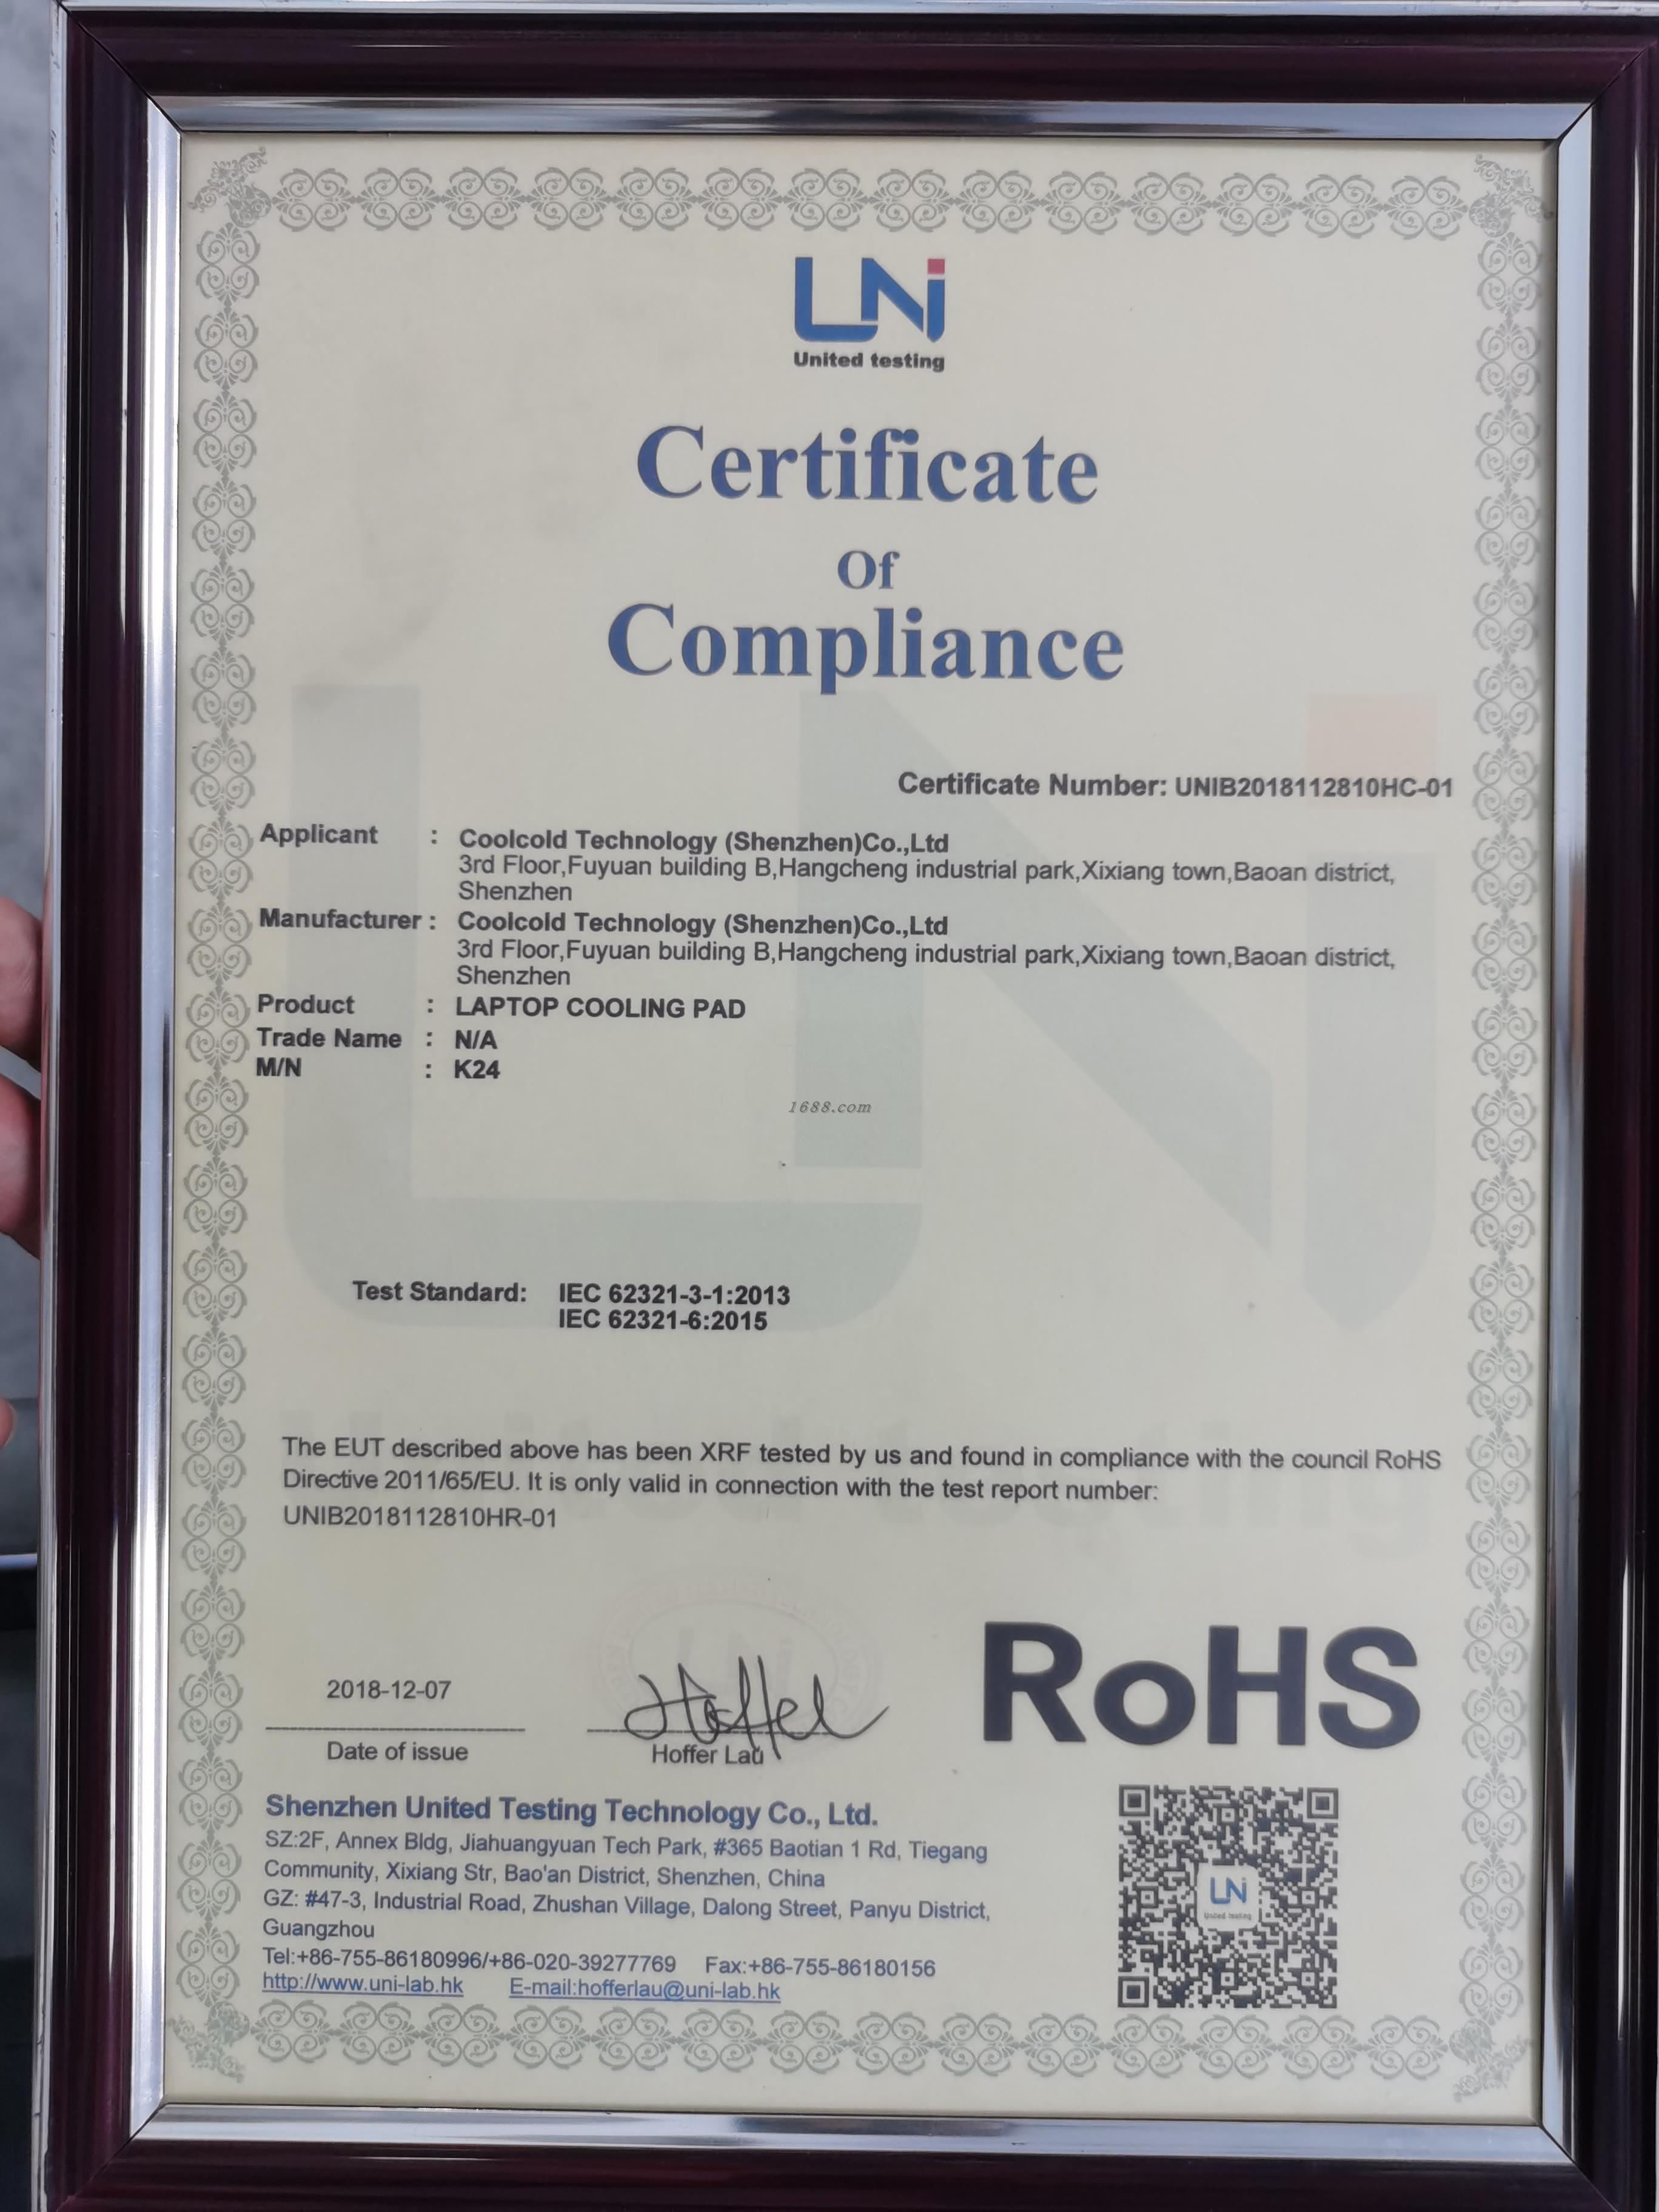 LNi
United testing
Certificate
Of
Compliance
Certificate Number: UNIB2018112810HC-01
Applicant : Coolcold Technology (Shenzhen)Co.,Ltd
3rd Floor,Fuyuan building B,Hangcheng industrial park,Xixiang town,Baoan district,
Shenzhen
Manufacturer : Coolcold Technology (Shenzhen)Co.,Ltd
3rd Floor,Fuyuan building B,Hangcheng industrial park,Xixiang town,Baoan district,
Shenzhen
Product : LAPTOP COOLING PAD
Trade Name : N/A
M/N : K24
1688.com
Test Standard: IEC 62321-3-1:2013
IEC 62321-6:2015
The EUT described above has been XRF tested by us and found in compliance with the council RoHS
Directive 2011/65/EU. It is only valid in connection with the test report number:
UNIB2018112810HR-01
2018-12-07
Date of issue
Hoffer Lau
RoHS
Shenzhen United Testing Technology Co., Ltd.
SZ:2F, Annex Bldg, Jiahuangyuan Tech Park, #365 Baotian 1 Rd, Tiegang
Community, Xixiang Str, Bao'an District, Shenzhen, China
GZ: #47-3, Industrial Road, Zhushan Village, Dalong Street, Panyu District,
Guangzhou
Tel:+86-755-86180996/+86-020-39277769 Fax:+86-755-86180156
http://www.uni-lab.hk E-mail:hofferlau@uni-lab.hk
LNi
United testing